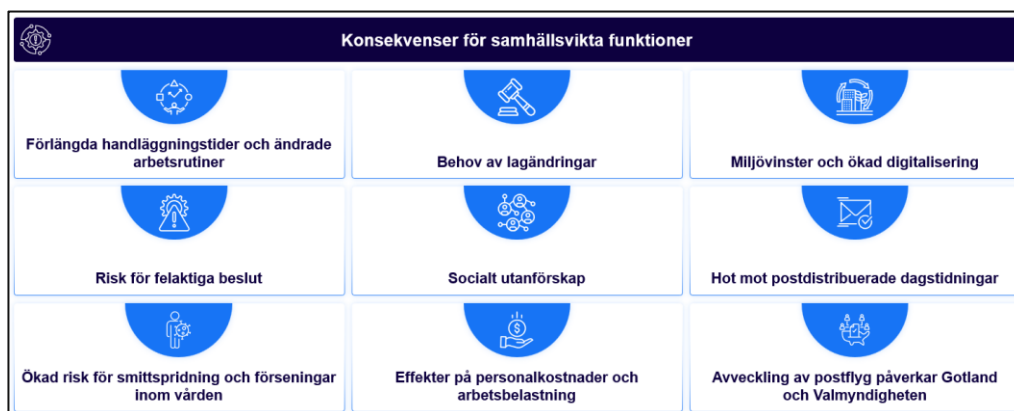 Konsekvenser för samhällsvikta funktioner
Förlängda handläggningstider och ändrade
arbetsrutiner
Behov av lagändringar
Miljövinster och ökad digitalisering
Risk för felaktiga beslut
Socialt utanförskap
Hot mot postdistribuerade dagstidningar
Ökad risk för smittspridning och förseningar
inom vården
Effekter på personalkostnader och
arbetsbelastning
Avveckling av postflyg påverkar Gotland
och Valmyndigheten